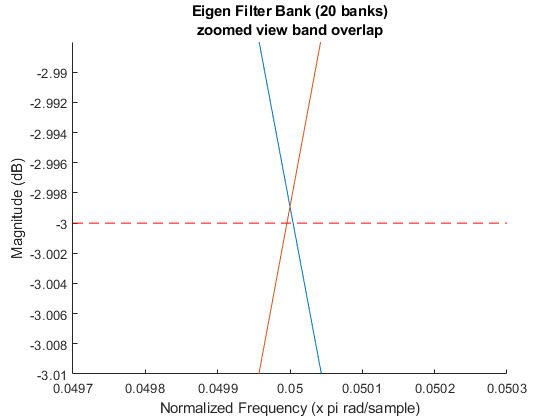 Eigen Filter Bank (20 banks)
zoomed view band overlap
Magnitude (dB)
-2.99
-2.992
-2.994
-2.996
-2.998
-3
-3.002
-3.004
-3.006
-3.008
-3.01
0.0497 0.0498 0.0499 0.05 0.0501 0.0502 0.0503
Normalized Frequency (x pi rad/sample)